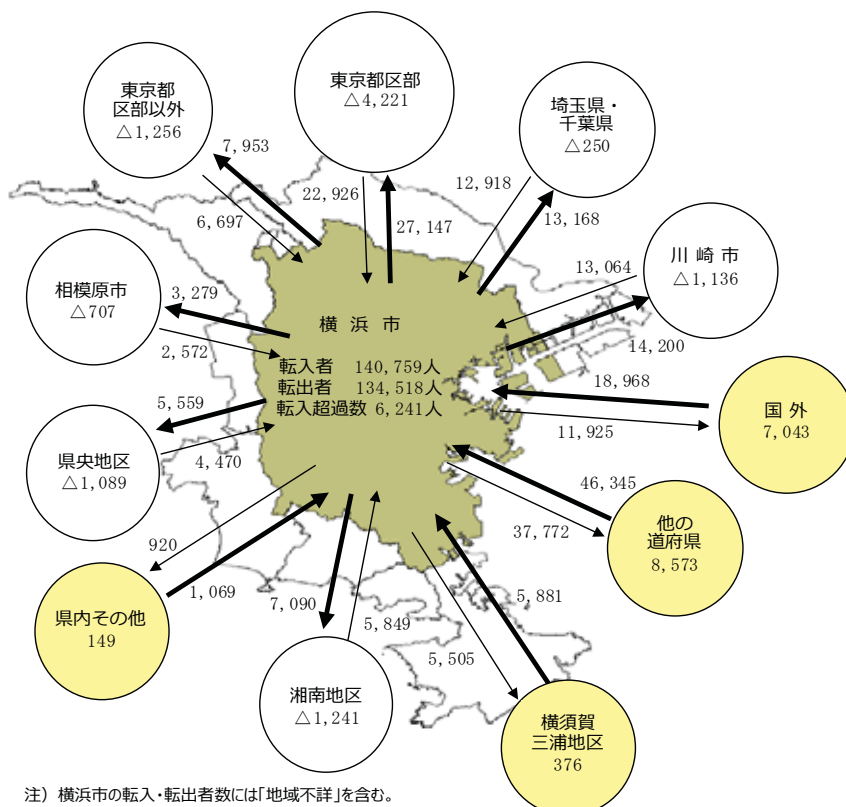 東京都
区部以外
△1,256
東京都区部
△4,221
埼玉県・
千葉県
△250
7,953
6,697
22,926
27,147
12,918
13,168
川崎市
△1,136
13,064
14,200
相模原市
△707
3,279
2,572
横浜市
転入者 140,759人
転出者 134,518人
転入超過数 6,241人
18,968
11,925
国外
7,043
5,559
4,470
県央地区
△1,089
46,345
37,772
他の
道府県
8,573
920
1,069
県内その他
149
7,090
5,849
湘南地区
△1,241
5,881
5,505
横須賀
三浦地区
376
注）横浜市の転入・転出者数には「地域不詳」を含む。